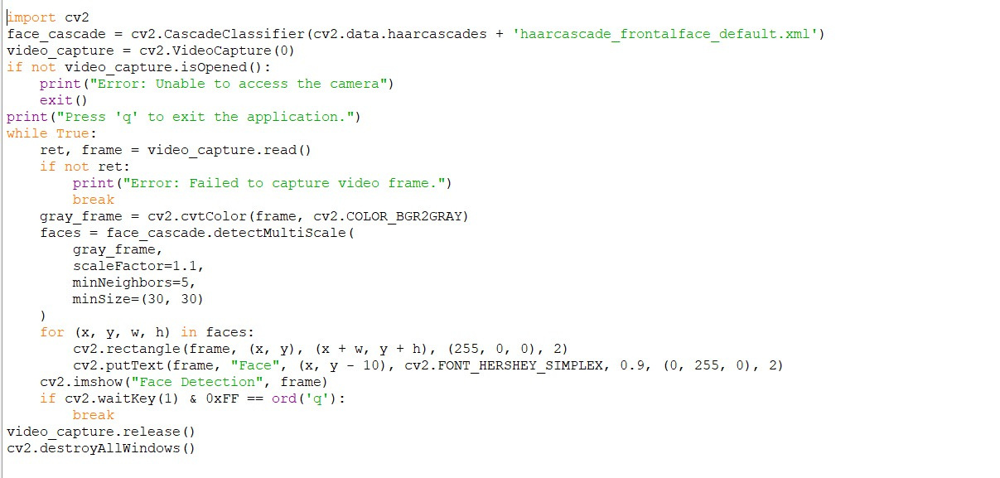 import cv2
face_cascade = cv2.CascadeClassifier(cv2.data.haarcascades + 'haarcascade_frontalface_default.xml')
video_capture = cv2.VideoCapture(0)
if not video_capture.isOpened():
    print("Error: Unable to access the camera")
    exit()
print("Press 'q' to exit the application.")
while True:
    ret, frame = video_capture.read()
    if not ret:
        print("Error: Failed to capture video frame.")
        break
    gray_frame = cv2.cvtColor(frame, cv2.COLOR_BGR2GRAY)
    faces = face_cascade.detectMultiScale(
        gray_frame,
        scaleFactor=1.1,
        minNeighbors=5,
        minSize=(30, 30)
    )
    for (x, y, w, h) in faces:
        cv2.rectangle(frame, (x, y), (x + w, y + h), (255, 0, 0), 2)
        cv2.putText(frame, "Face", (x, y - 10), cv2.FONT_HERSHEY_SIMPLEX, 0.9, (0, 255, 0), 2)
    cv2.imshow("Face Detection", frame)
    if cv2.waitKey(1) & 0xFF == ord('q'):
        break
video_capture.release()
cv2.destroyAllWindows()